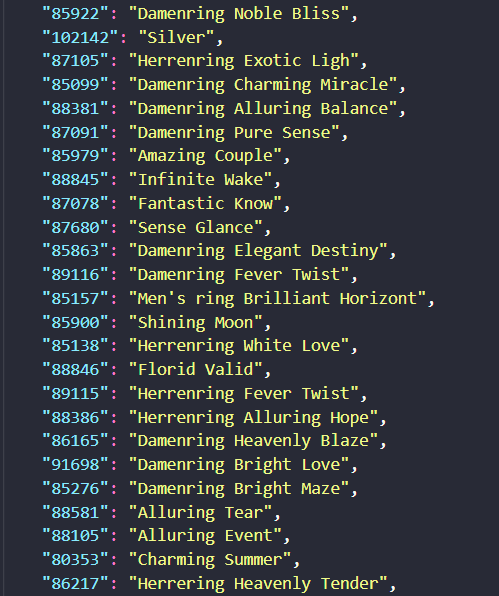 "85922": "Damenring Noble Bliss",
"102142": "Silver",
"87105": "Herrenring Exotic Ligh",
"85099": "Damenring Charming Miracle",
"88381": "Damenring Alluring Balance",
"87091": "Damenring Pure Sense",
"85979": "Amazing Couple",
"88845": "Infinite Wake",
"87078": "Fantastic Know",
"87680": "Sense Glance",
"85863": "Damenring Elegant Destiny",
"89116": "Damenring Fever Twist",
"85157": "Men's ring Brilliant Horizont",
"85900": "Shining Moon",
"85138": "Herrenring White Love",
"88846": "Florid Valid",
"89115": "Herrenring Fever Twist",
"88386": "Herrenring Alluring Hope",
"86165": "Damenring Heavenly Blaze",
"91698": "Damenring Bright Love",
"85276": "Damenring Bright Maze",
"88581": "Alluring Tear",
"88105": "Alluring Event",
"80353": "Charming Summer",
"86217": "Herrering Heavenly Tender",